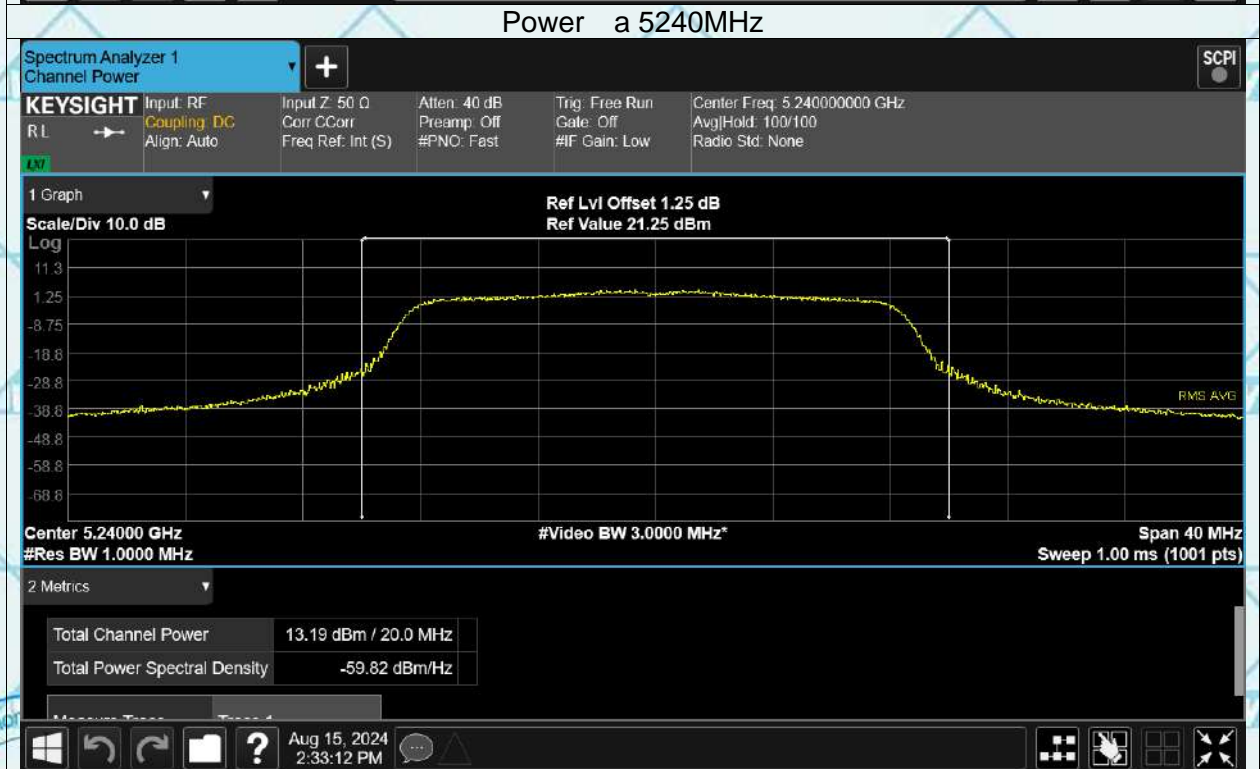 Power a 5240MHz
Spectrum Analyzer 1
Channel Power
SCPI
KEYSIGHT
RL
LXI
Input: RF
Coupling: DC
Align: Auto
Input Z: 50 Ω
Corr CCorr
Freq Ref: Int (S)
Atten: 40 dB
Preamp: Off
#PNO: Fast
Trig: Free Run
Gate: Off
#IF Gain: Low
Center Freq: 5.240000000 GHz
Avg|Hold: 100/100
Radio Std: None
1 Graph
Scale/Div 10.0 dB
Ref Lvl Offset 1.25 dB
Ref Value 21.25 dBm
Log
11.3
1.25
-8.75
-18.8
-28.8
-38.8
-48.8
-58.8
-68.8
RMS AVG
Center 5.24000 GHz
#Res BW 1.0000 MHz
#Video BW 3.0000 MHz*
Span 40 MHz
Sweep 1.00 ms (1001 pts)
2 Metrics
Total Channel Power 13.19 dBm / 20.0 MHz
Total Power Spectral Density -59.82 dBm/Hz
Aug 15, 2024
2:33:12 PM